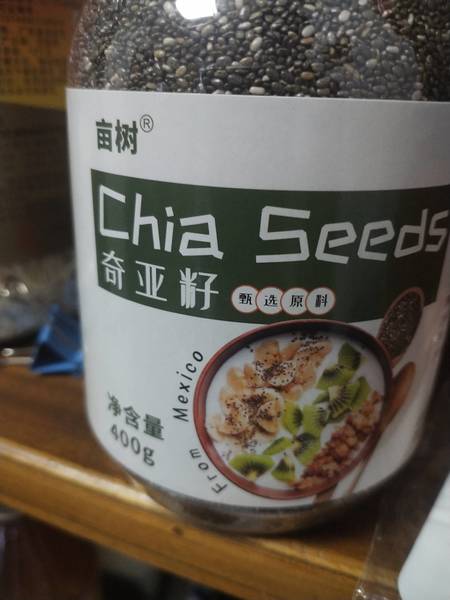 亩树®
Chia Seeds
奇亚籽
甄选原料
From Mexico
净含量
400g